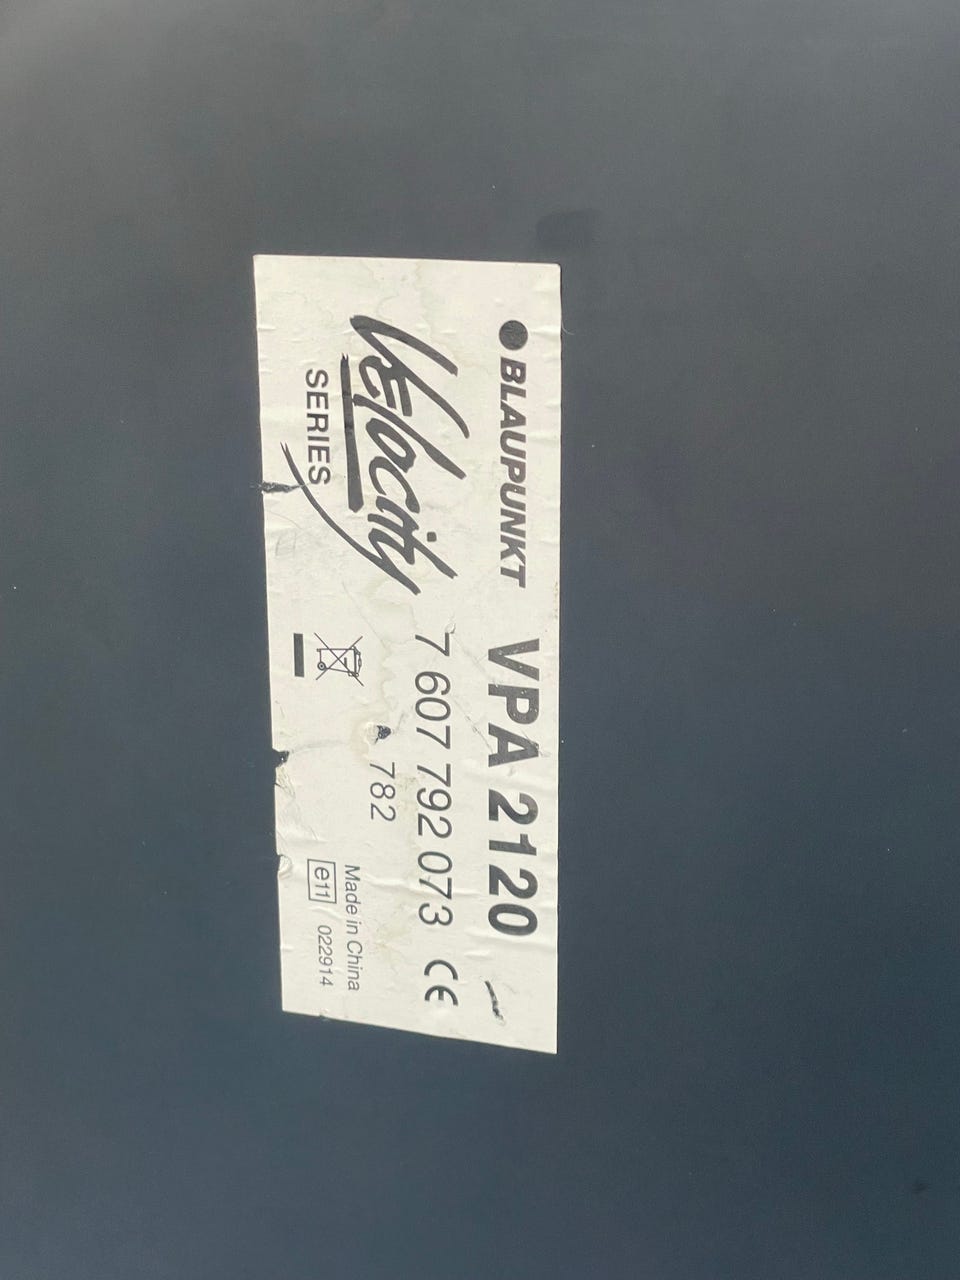 BLAUPUNKT VPA 2120
Velocity 7 607 792 073 CE
SERIES 782
Made in China
e11 022914